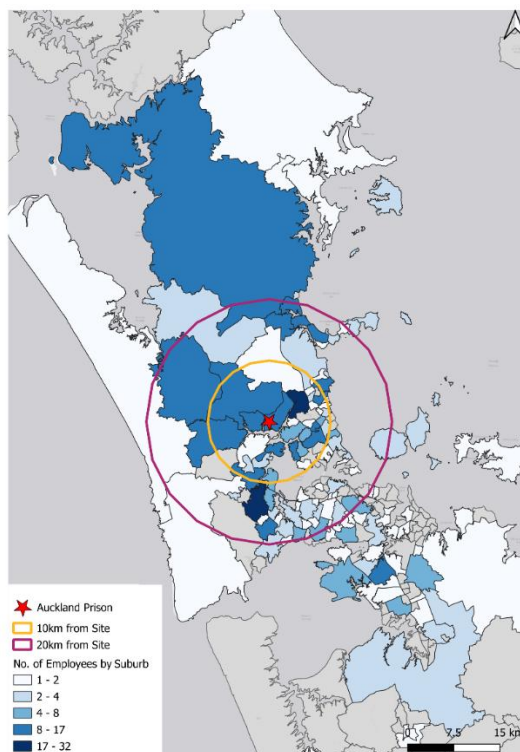 Auckland Prison
10km from Site
20km from Site
No. of Employees by Suburb
1 - 2
2 - 4
4 - 8
8 - 17
17 - 32
0 7.5 15 km